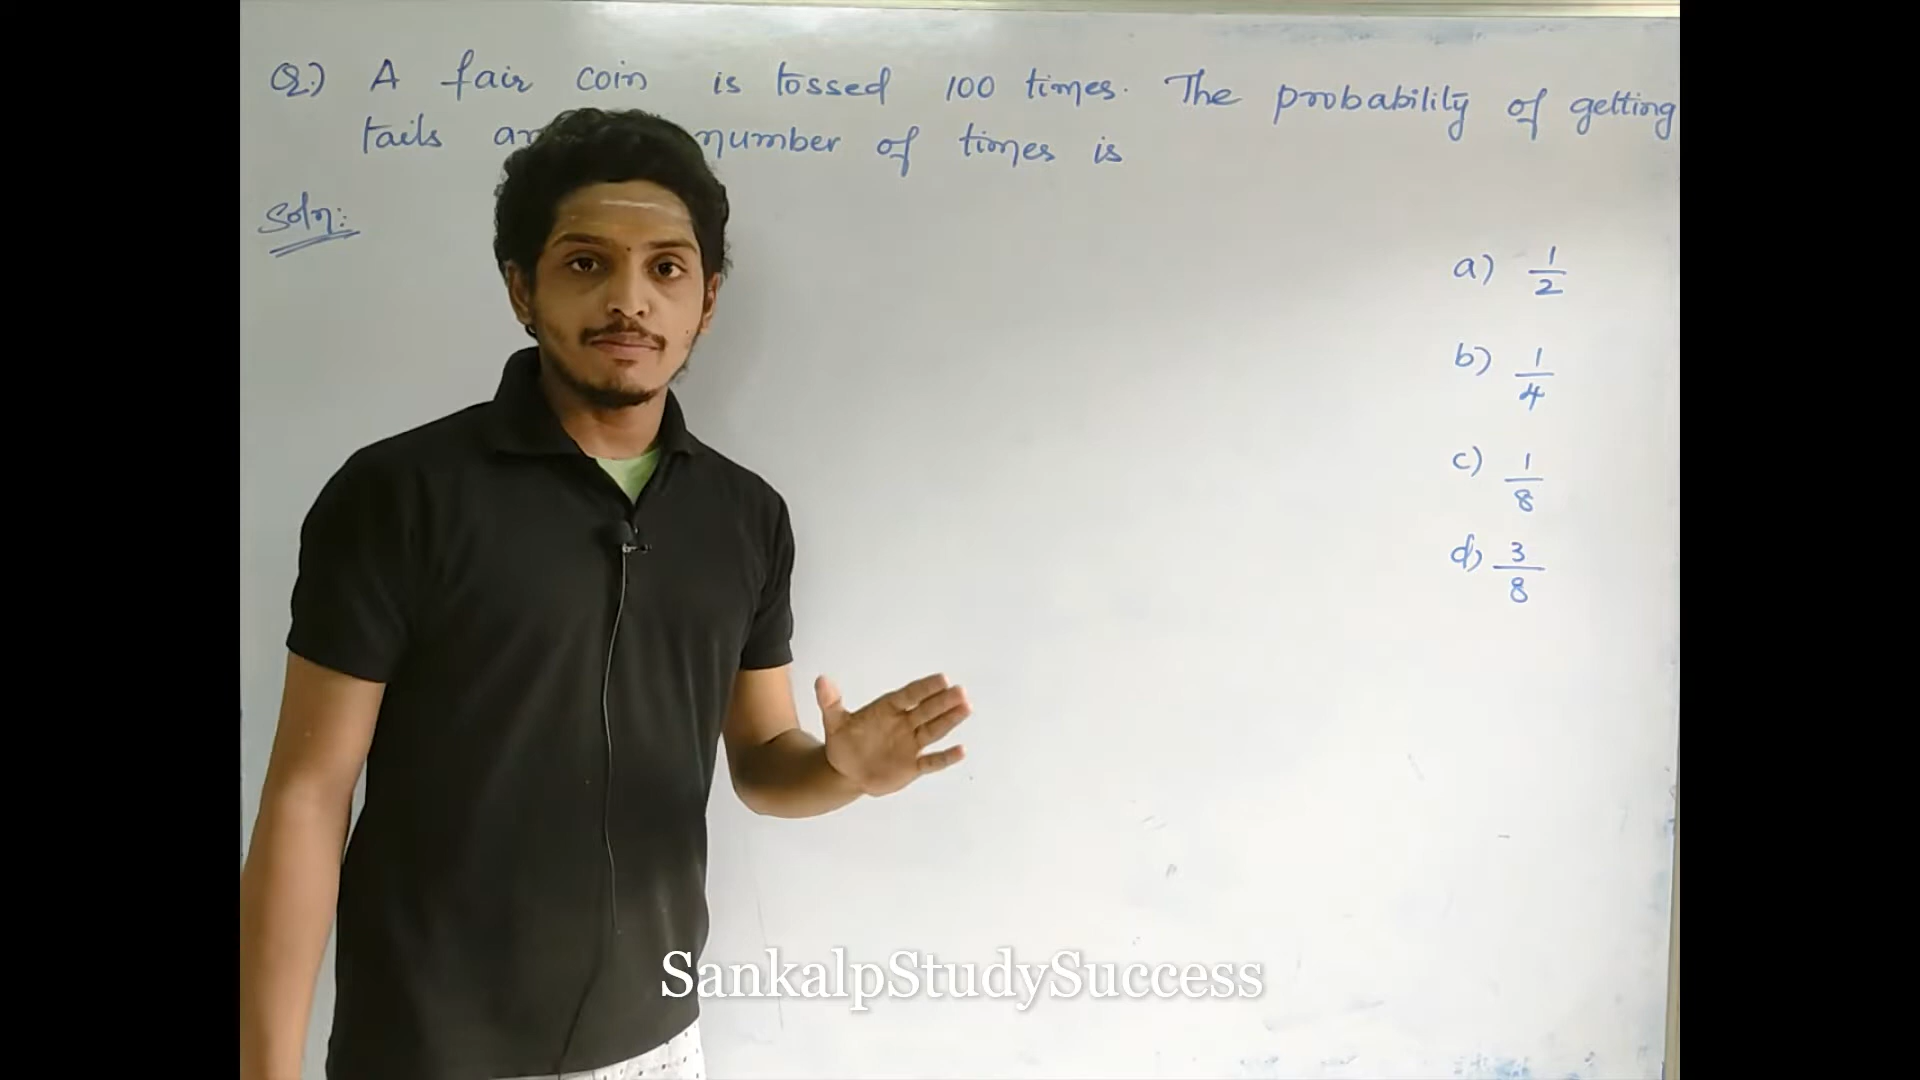 Q.) A fair coin is tossed 100 times. The probability of getting
tails an number of times is
Soln:
a) 1/2
b) 1/4
c) 1/8
d) 3/8
SankalpStudySuccess